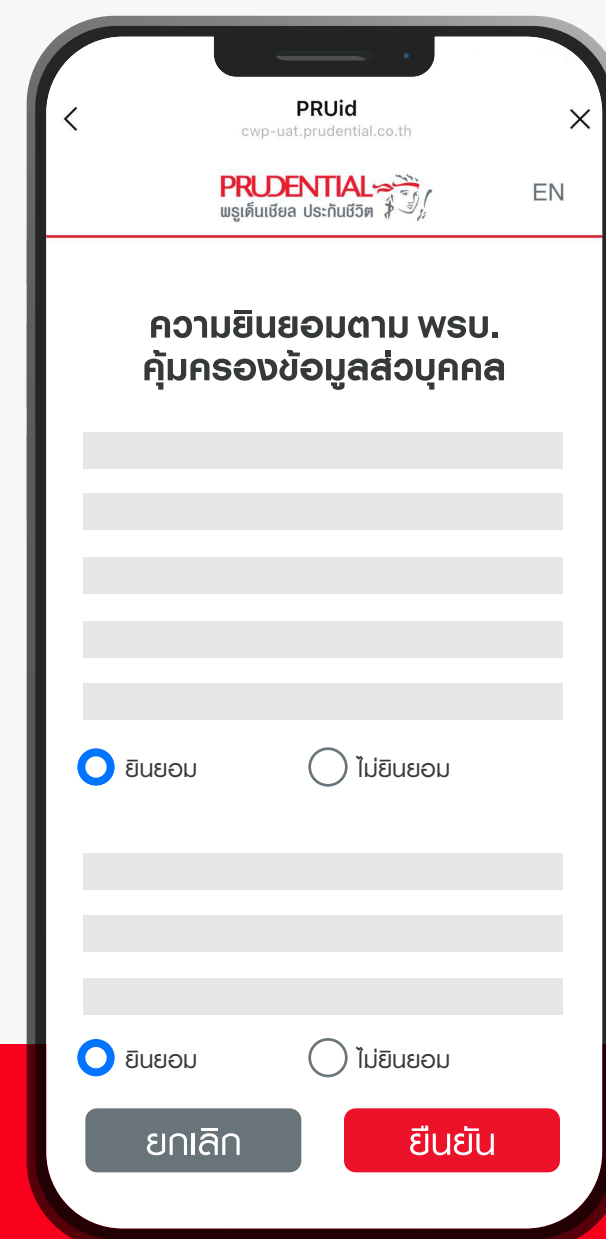 PRUid
cwp-uat.prudential.co.th
PRUDENTIAL
พรูเด็นเชียล ประกันชีวิต
EN
ความยินยอมตาม พรบ.
คุ้มครองข้อมูลส่วบุคคล
ยินยอม ไม่ยินยอม
ยินยอม ไม่ยินยอม
ยกเลิก ยืนยัน